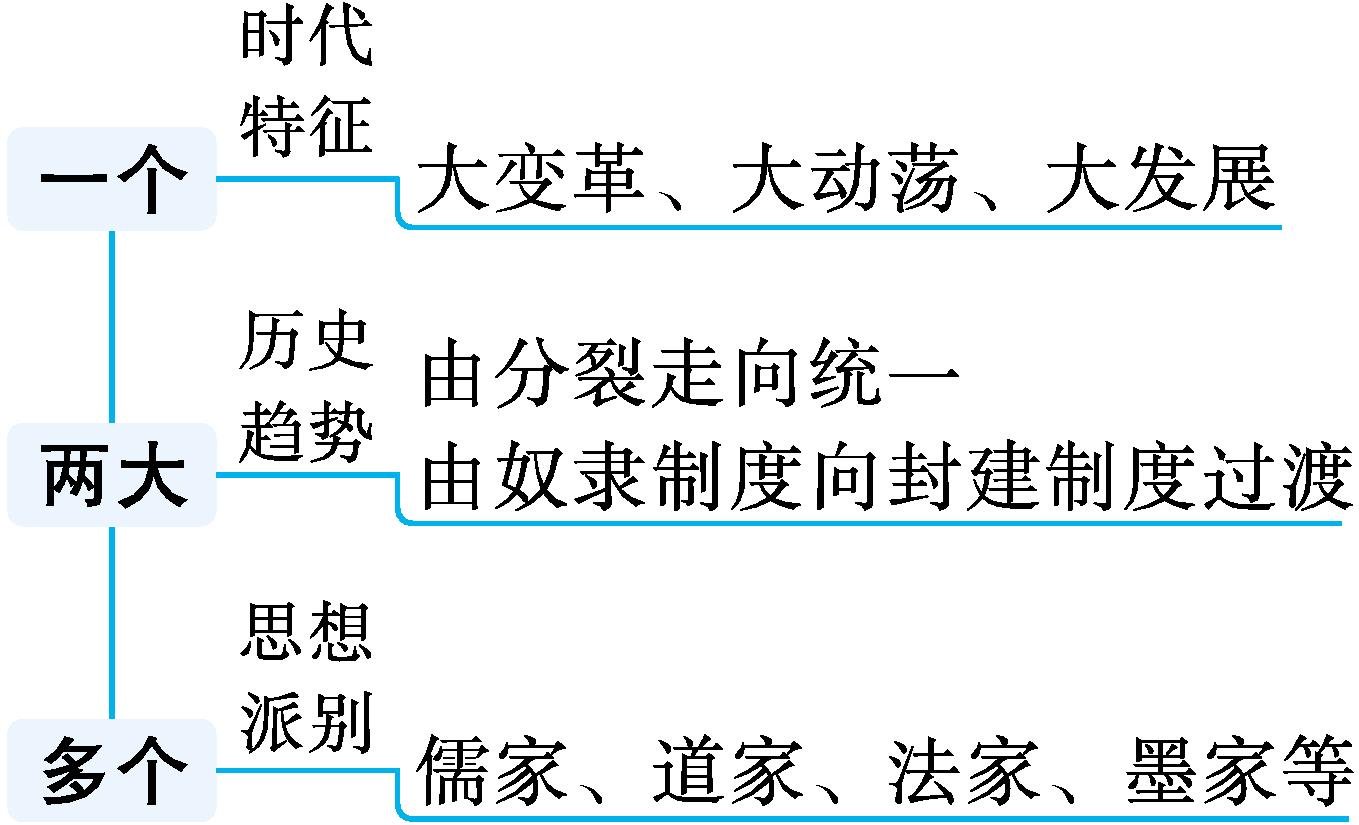 时代
特征
一个
大变革、大动荡、大发展
历史
趋势
由分裂走向统一
两大
由奴隶制度向封建制度过渡
思想
派别
多个
儒家、道家、法家、墨家等